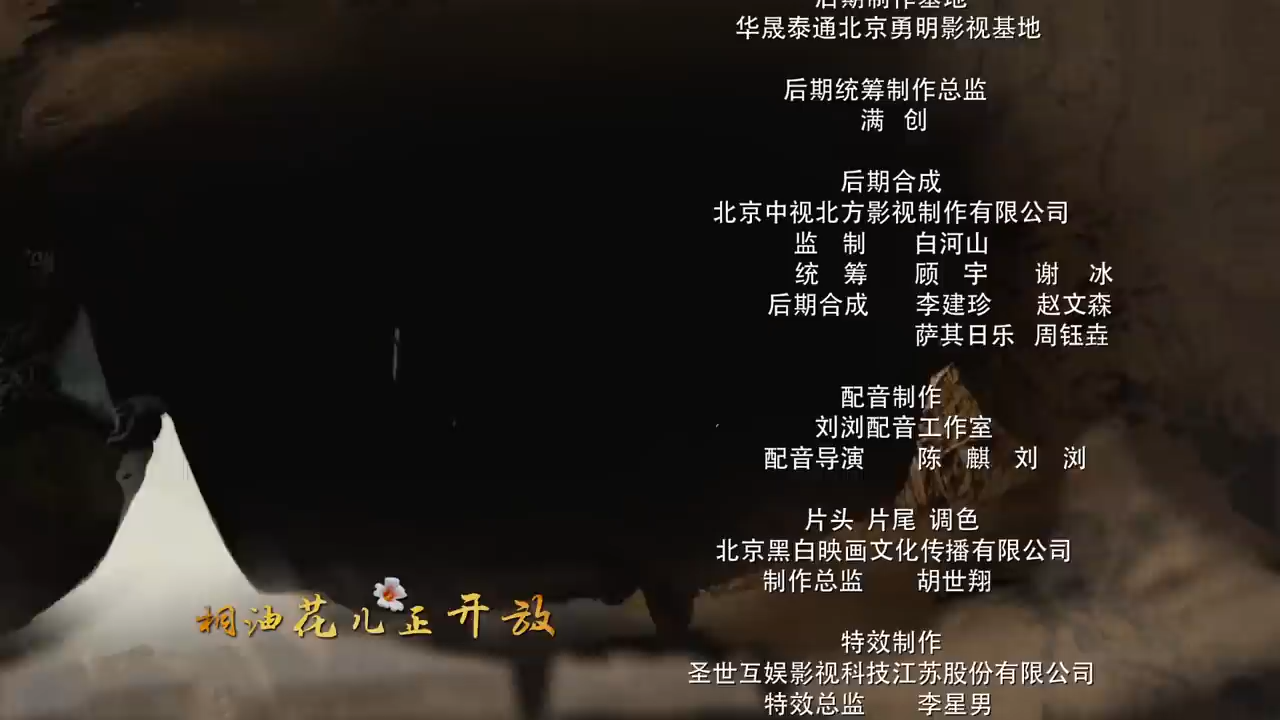 后期制作基地
华晟泰通北京勇明影视基地
后期统筹制作总监
满 创
后期合成
北京中视北方影视制作有限公司
监 制 白河山
统 筹 顾 宇 谢 冰
后期合成 李建珍 赵文森
萨其日乐 周钰垚
配音制作
刘浏配音工作室
配音导演 陈 麒 刘 浏
片头 片尾 调色
北京黑白映画文化传播有限公司
制作总监 胡世翔
桐油花儿正开放
特效制作
圣世互娱影视科技江苏股份有限公司
特效总监 李星男